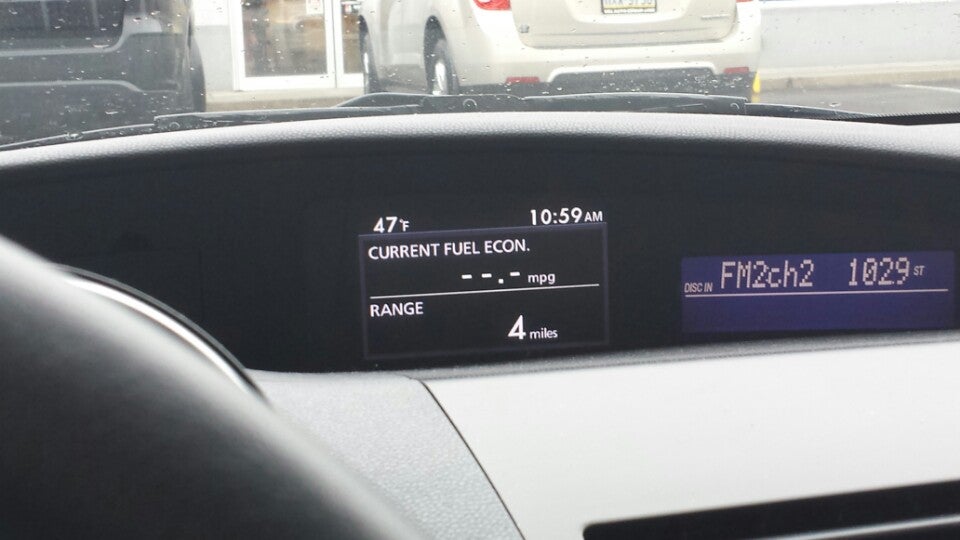 47°F 10:59AM
CURRENT FUEL ECON.
--.- mpg
RANGE
4 miles
DISC IN FM2ch2 1029 ST